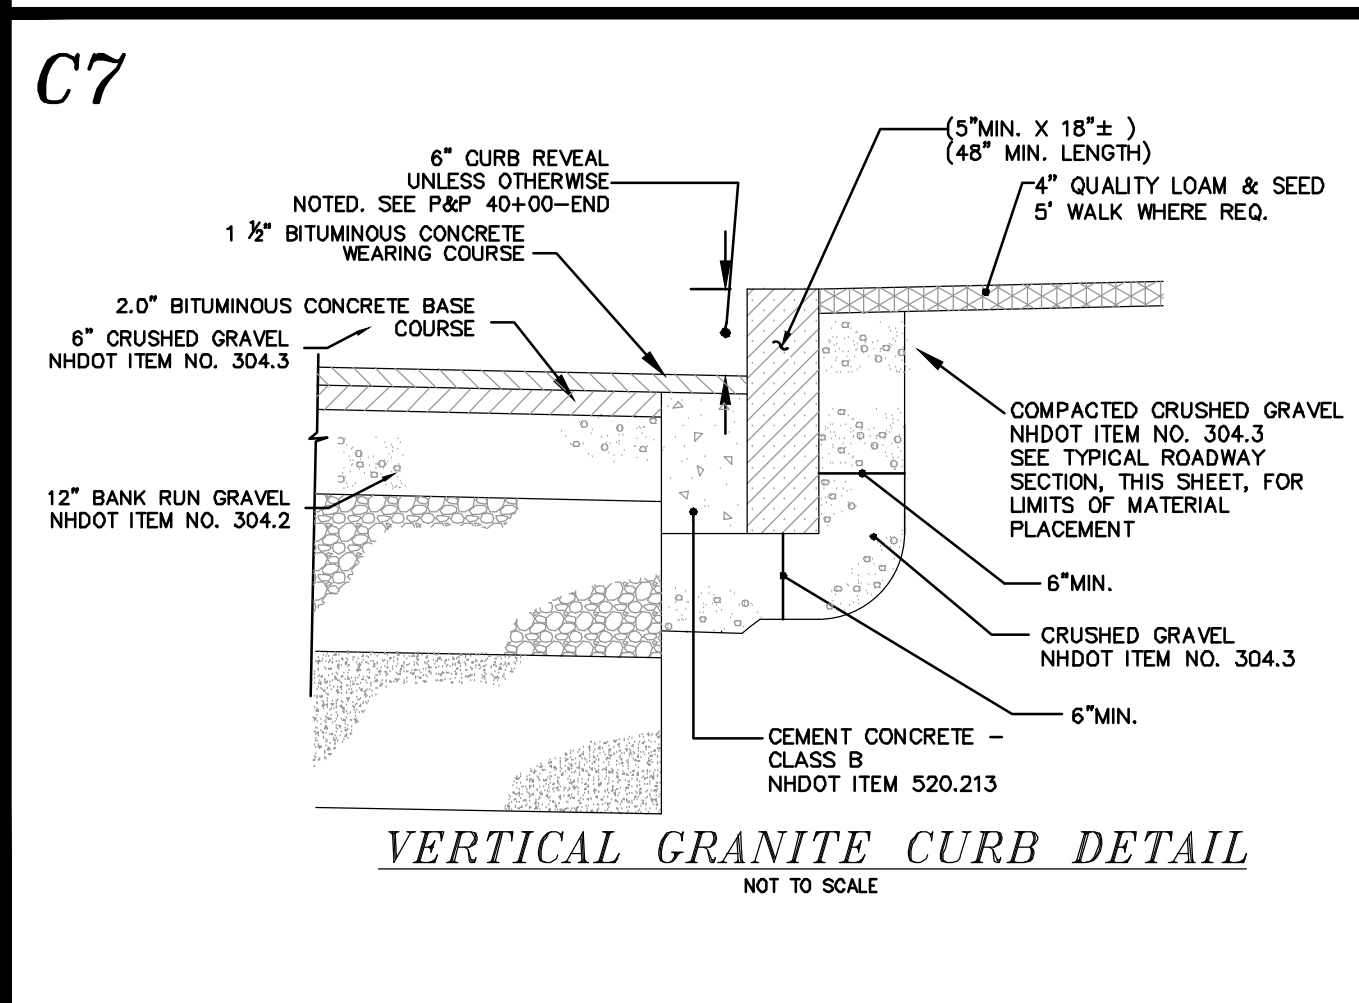 C7
6" CURB REVEAL
UNLESS OTHERWISE
NOTED. SEE P&P 40+00-END
1 ½" BITUMINOUS CONCRETE
WEARING COURSE
2.0" BITUMINOUS CONCRETE BASE
COURSE
6" CRUSHED GRAVEL
NHDOT ITEM NO. 304.3
12" BANK RUN GRAVEL
NHDOT ITEM NO. 304.2
(5"MIN. X 18"± )
(48" MIN. LENGTH)
4" QUALITY LOAM & SEED
5' WALK WHERE REQ.
COMPACTED CRUSHED GRAVEL
NHDOT ITEM NO. 304.3
SEE TYPICAL ROADWAY
SECTION, THIS SHEET, FOR
LIMITS OF MATERIAL
PLACEMENT
6"MIN.
CRUSHED GRAVEL
NHDOT ITEM NO. 304.3
6"MIN.
CEMENT CONCRETE -
CLASS B
NHDOT ITEM 520.213
VERTICAL GRANITE CURB DETAIL
NOT TO SCALE